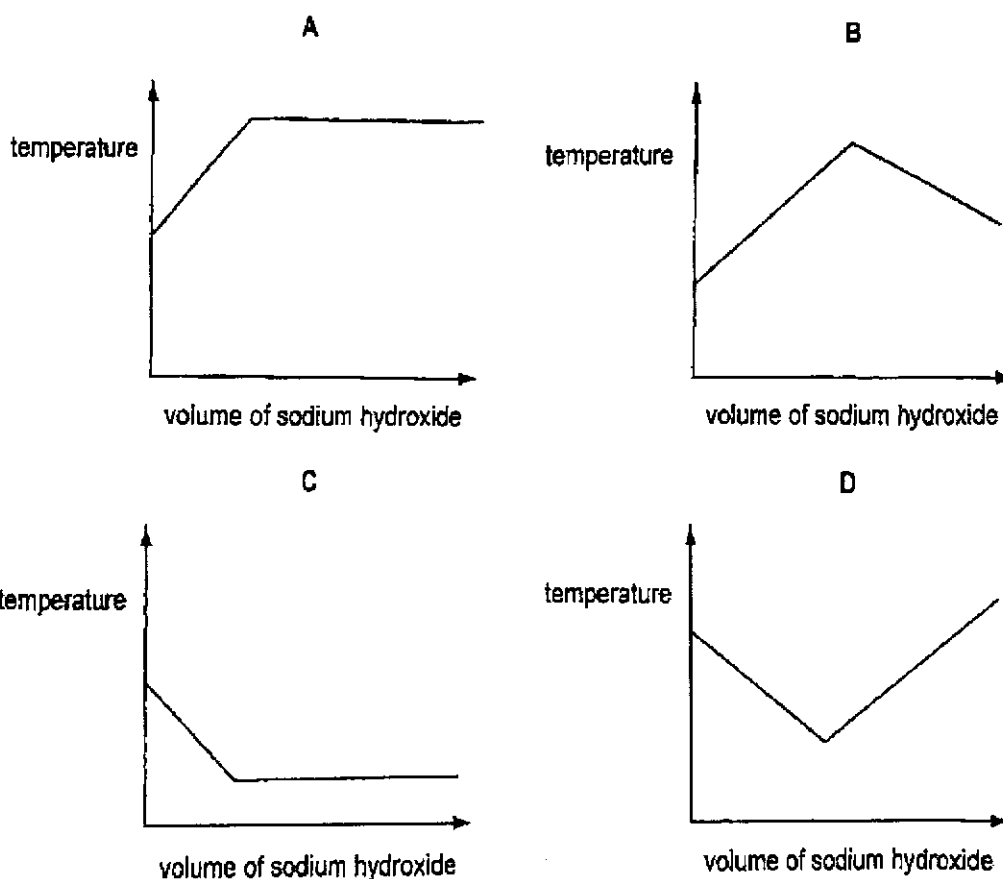 A
temperature
volume of sodium hydroxide
B
temperature
volume of sodium hydroxide
C
temperature
volume of sodium hydroxide
D
temperature
volume of sodium hydroxide